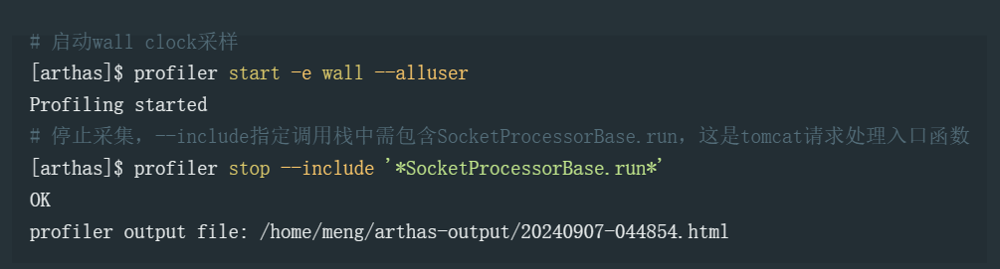 # 启动wall clock采样
[arthas]$ profiler start -e wall --alluser
Profiling started
# 停止采集，--include指定调用栈中需包含SocketProcessorBase.run，这是tomcat请求处理入口函数
[arthas]$ profiler stop --include '*SocketProcessorBase.run*'
OK
profiler output file: /home/meng/arthas-output/20240907-044854.html